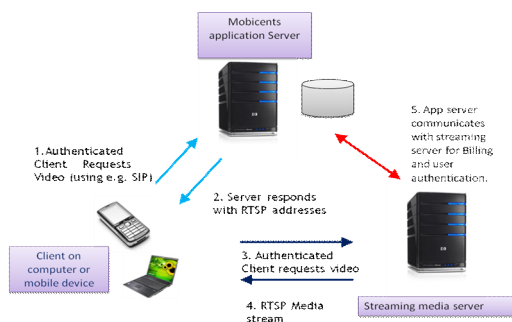 Mobicents
application Server
1.Authenticated
Client Requests
Video (using e.g. SIP)
2. Server responds
with RTSP addresses
5. App server
communicates
with streaming
server for Billing
and user
authentication.
Client on
computer or
mobile device
3. Authenticated
Client requests video
4. RTSP Media
stream
Streaming media server